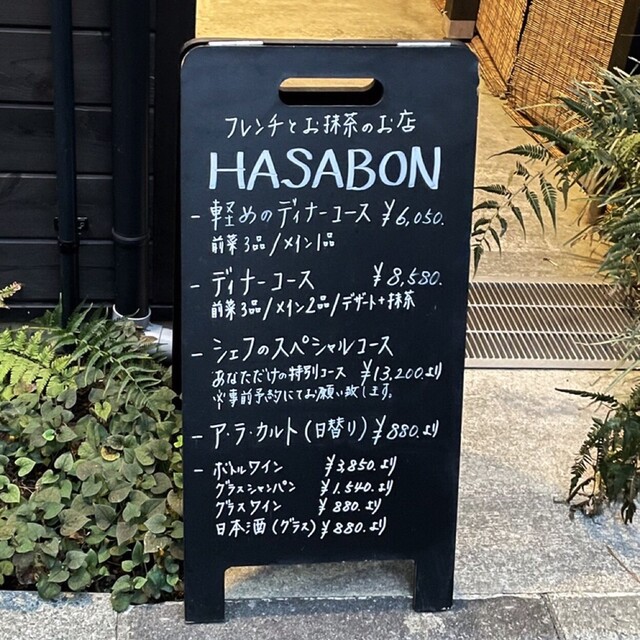 フレンチとお抹茶のお店
HASABON
- 軽めのディナーコース ¥6,050.
前菜3品/メイン1品
- ディナーコース ¥8,580.
前菜3品/メイン2品/デザート+抹茶
- シェフのスペシャルコース
あなただけの特別コース ¥13,200.より
※事前予約にてお願い致します。
- ア・ラ・カルト(日替り) ¥880.より
- ボトルワイン ¥3,850.より
グラスシャンパン ¥1,540.より
グラスワイン ¥880.より
日本酒(グラス) ¥880.より